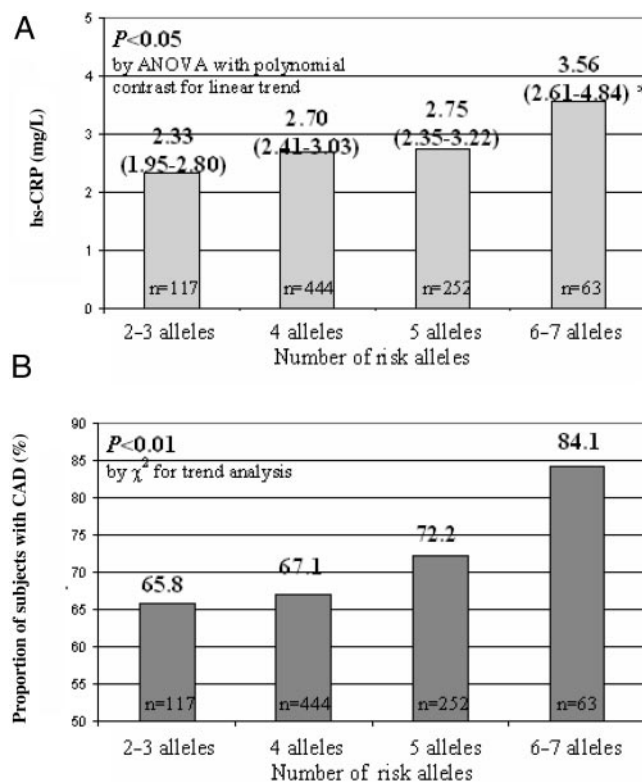 A
5
4
3
2
1
0
hs-CRP (mg/L)
P<0.05
by ANOVA with polynomial
contrast for linear trend
2.33
(1.95-2.80)
2.70
(2.41-3.03)
2.75
(2.35-3.22)
3.56
(2.61-4.84) *
n=117
n=444
n=252
n=63
2-3 alleles
4 alleles
5 alleles
6-7 alleles
Number of risk alleles
B
90
85
80
75
70
65
60
55
50
Proportion of subjects with CAD (%)
P<0.01
by χ² for trend analysis
65.8
67.1
72.2
84.1
n=117
n=444
n=252
n=63
2-3 alleles
4 alleles
5 alleles
6-7 alleles
Number of risk alleles